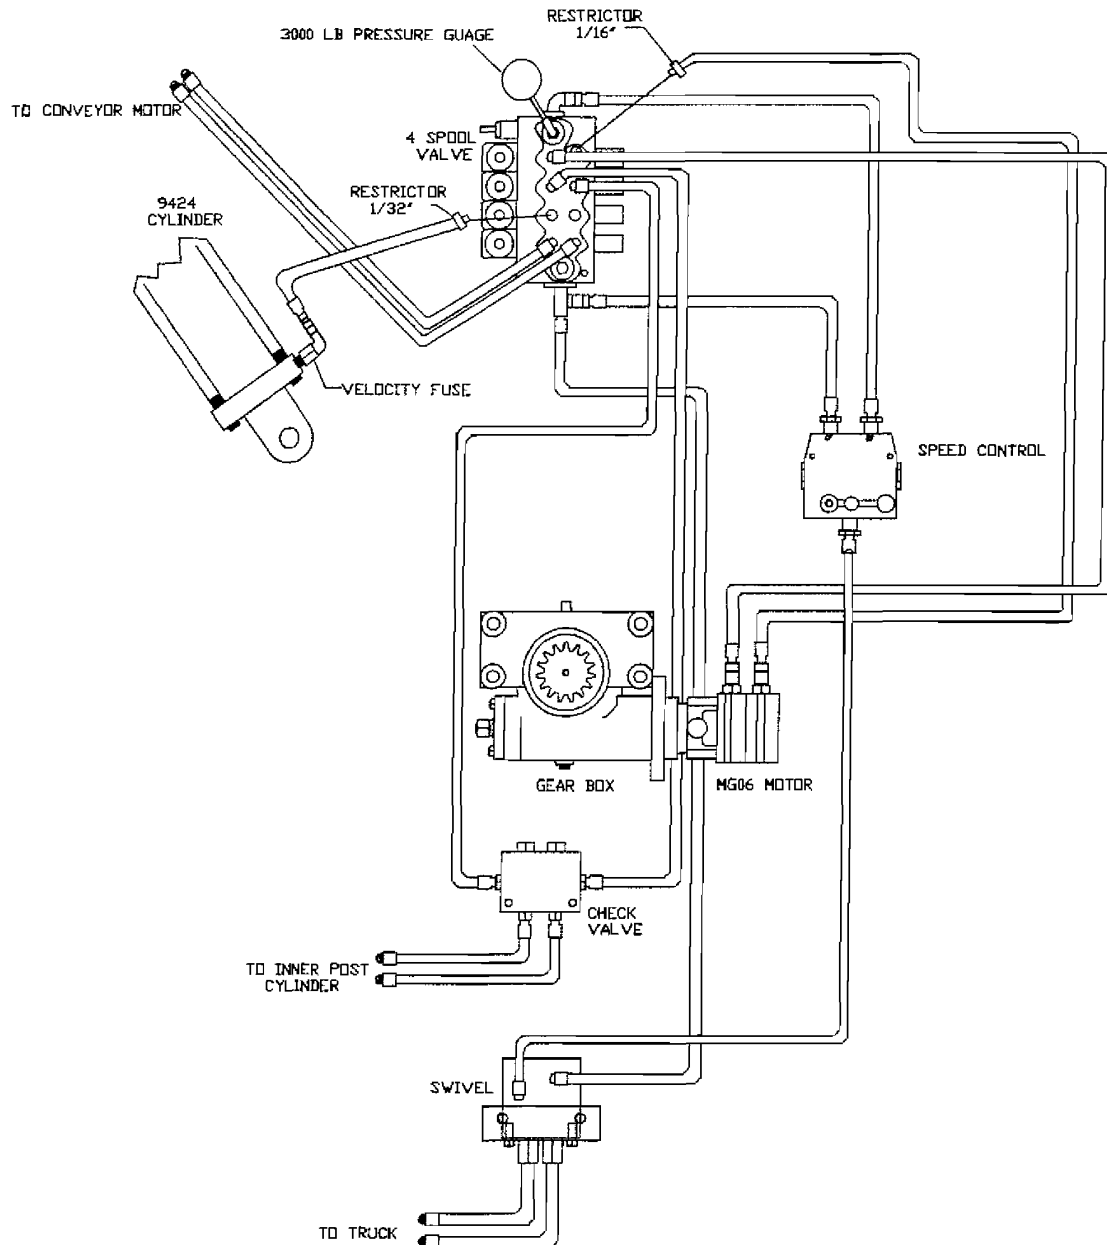 RESTRICTOR
1/16"
3000 LB PRESSURE GUAGE
TO CONVEYOR MOTOR
4 SPOOL
VALVE
RESTRICTOR
1/32"
9424
CYLINDER
VELOCITY FUSE
SPEED CONTROL
GEAR BOX
MG06 MOTOR
CHECK
VALVE
TO INNER POST
CYLINDER
SWIVEL
TO TRUCK